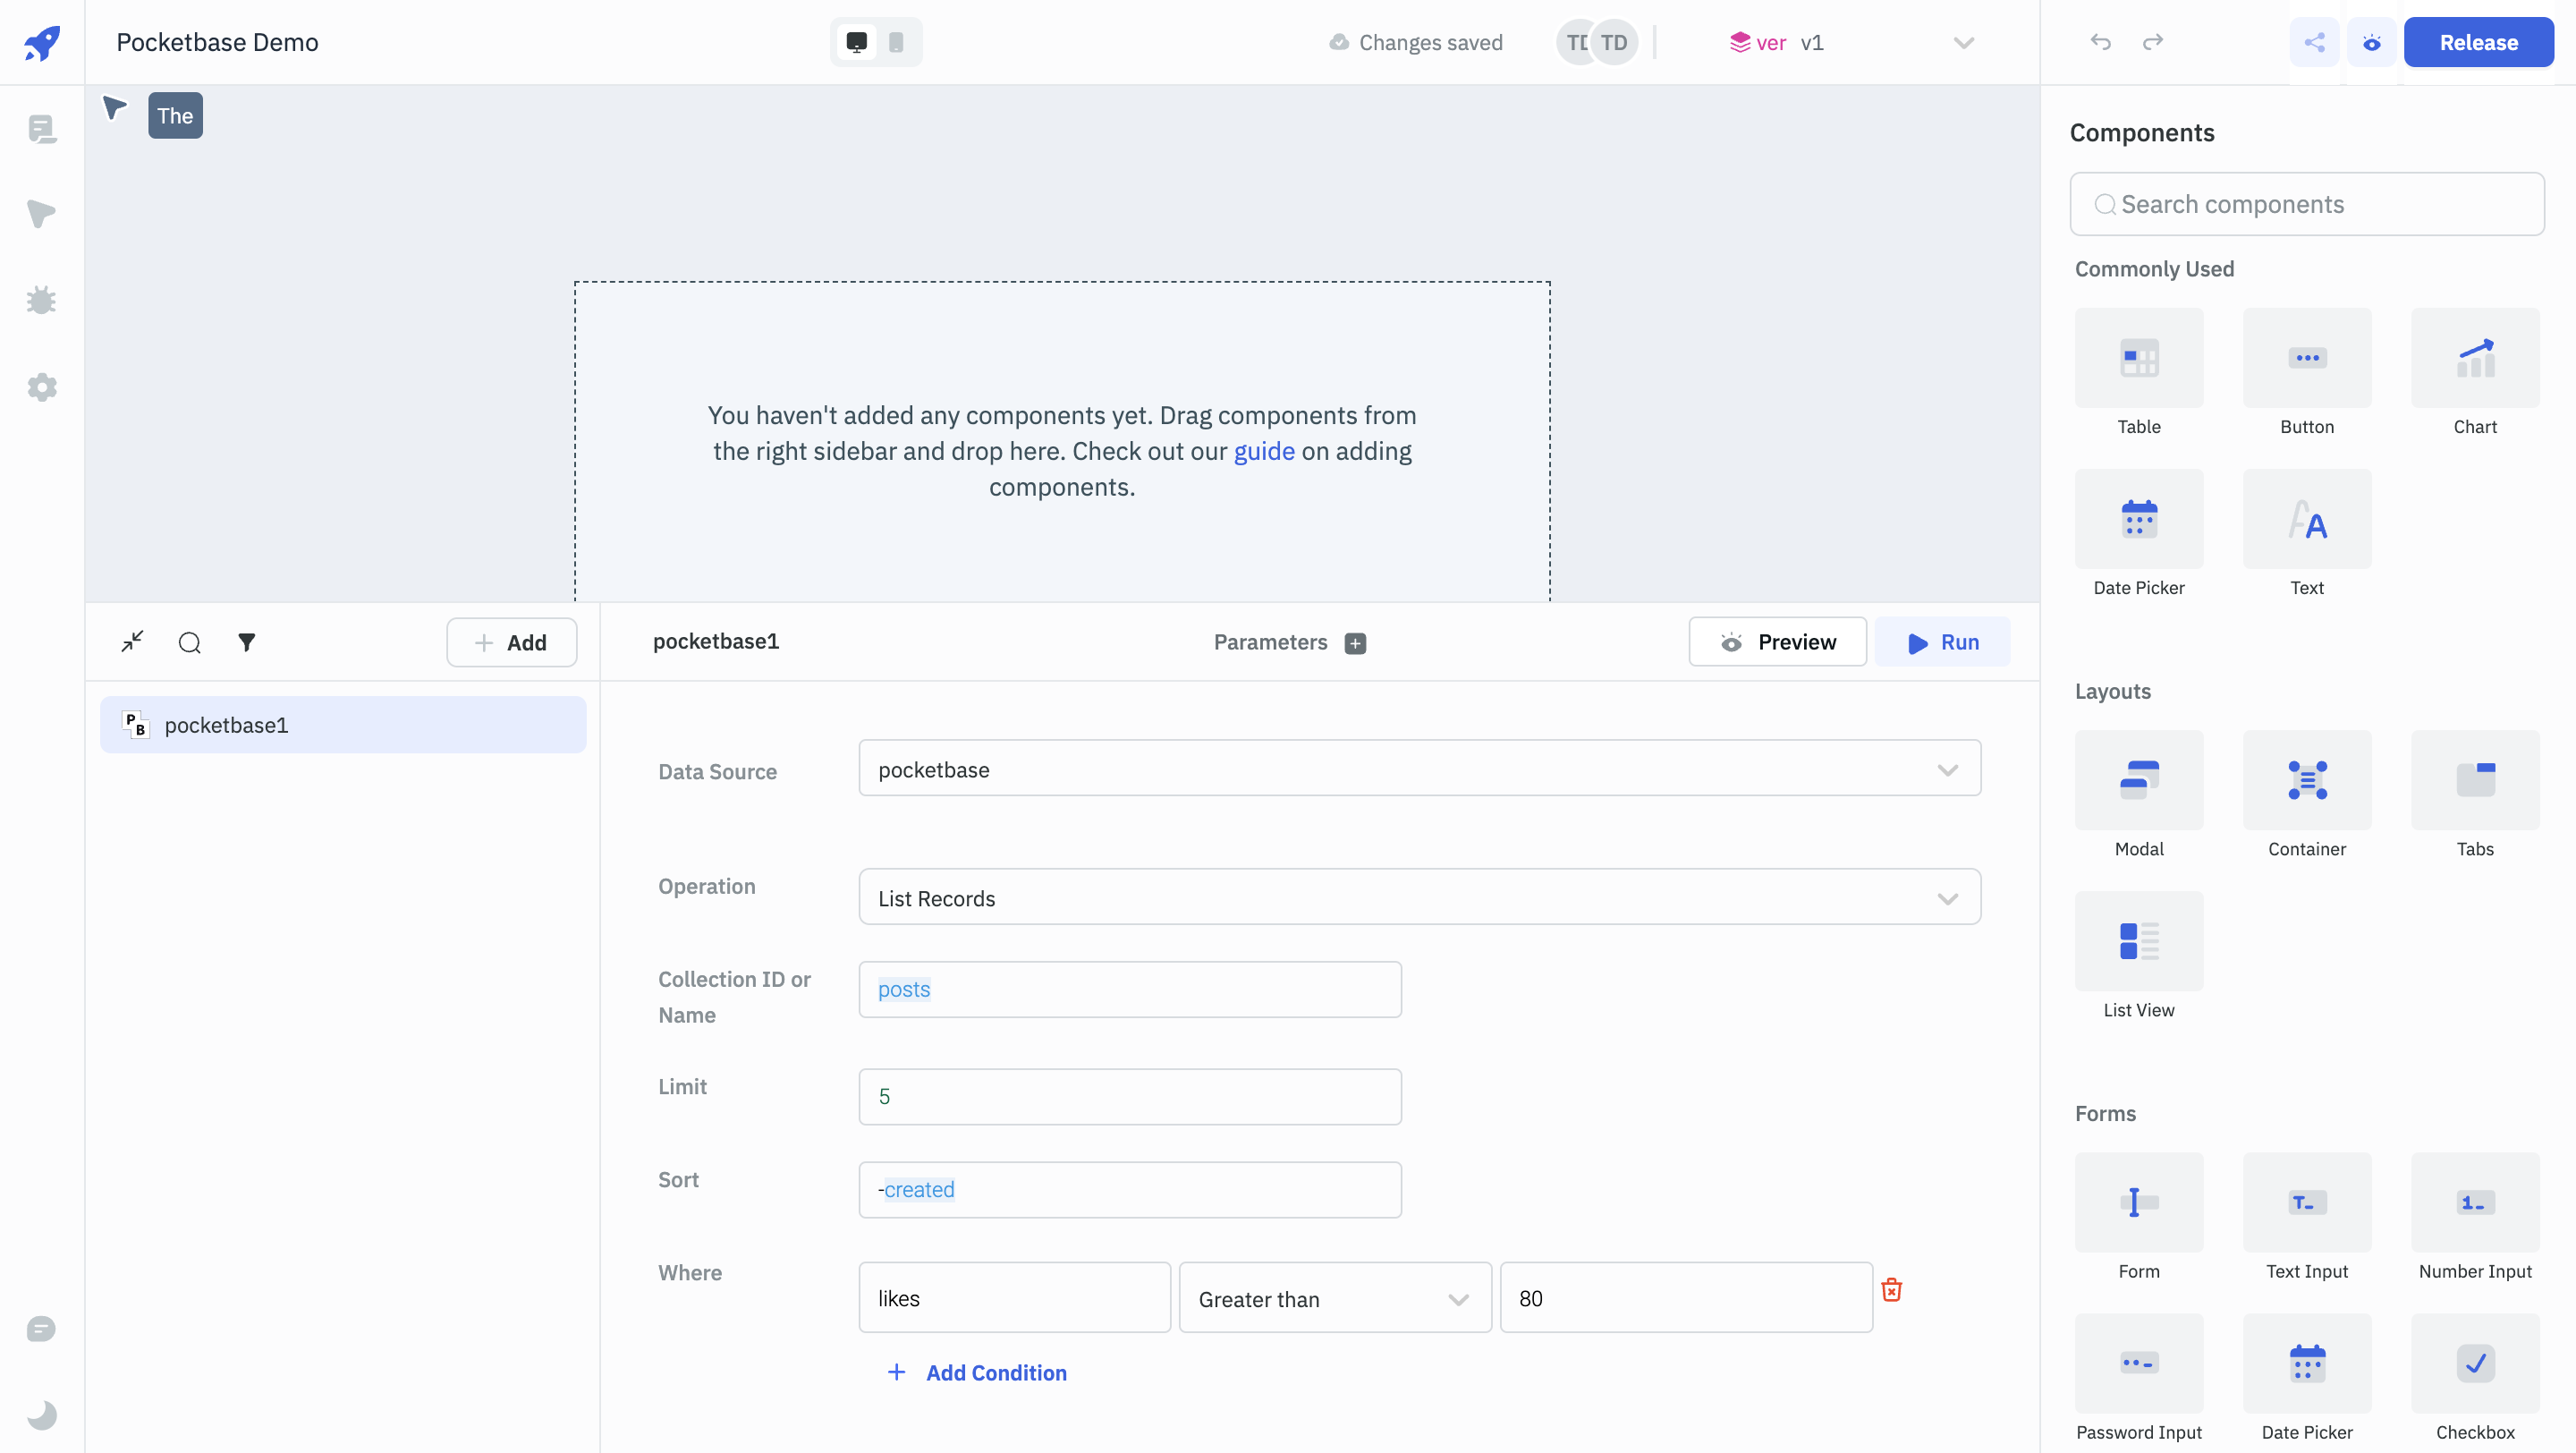 Pocketbase Demo
Changes saved
TD
TD
ver v1
Release
The
You haven't added any components yet. Drag components from
the right sidebar and drop here. Check out our guide on adding
components.
Add
pocketbase1
pocketbase1
Parameters
Preview
Run
Data Source
pocketbase
Operation
List Records
Collection ID or
Name
posts
Limit
5
Sort
-created
Where
likes
Greater than
80
Add Condition
Components
Search components
Commonly Used
Table
Button
Chart
Date Picker
Text
Layouts
Modal
Container
Tabs
List View
Forms
Form
Text Input
Number Input
Password Input
Date Picker
Checkbox